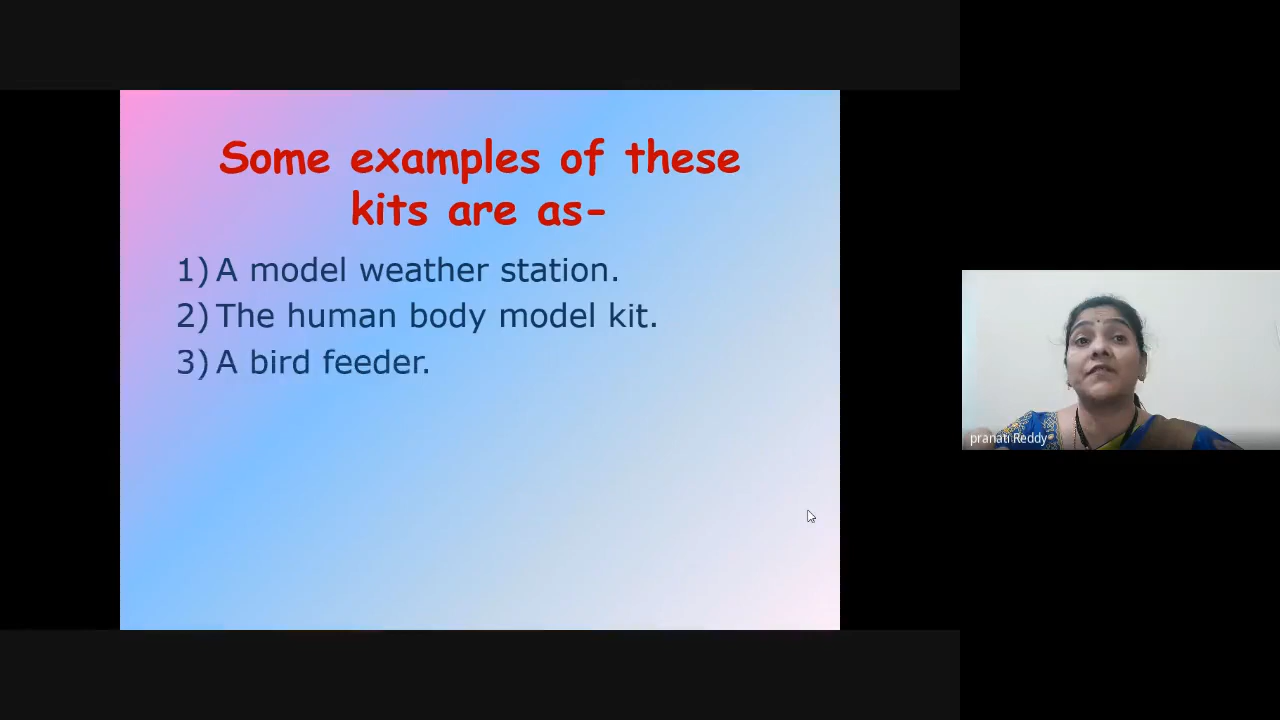 Some examples of these
kits are as-
1) A model weather station.
2) The human body model kit.
3) A bird feeder.
pranati Reddy